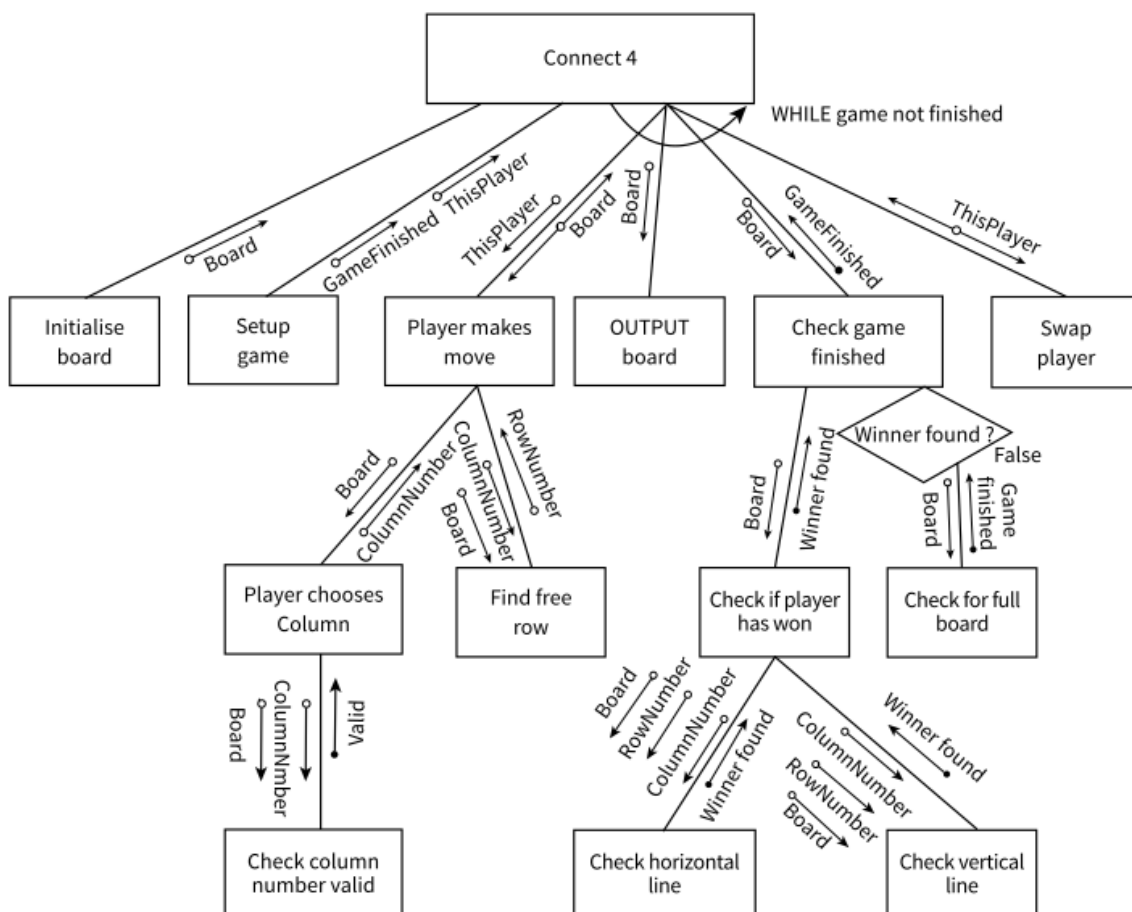 Connect 4
WHILE game not finished
Board
GameFinished
ThisPlayer
ThisPlayer
Board
Board
Board
GameFinished
ThisPlayer
Initialise
board
Setup
game
Player makes
move
OUTPUT
board
Check game
finished
Swap
player
Winner found ?
False
Board
ColumnNumber
Board
ColumnNumber
RowNumber
Board
Winner found
Board
Game
finished
Player chooses
Column
Find free
row
Check if player
has won
Check for full
board
Board
ColumnNmber
Valid
Board
RowNumber
ColumnNumber
Winner found
Board
RowNumber
ColumnNumber
Winner found
Check column
number valid
Check horizontal
line
Check vertical
line